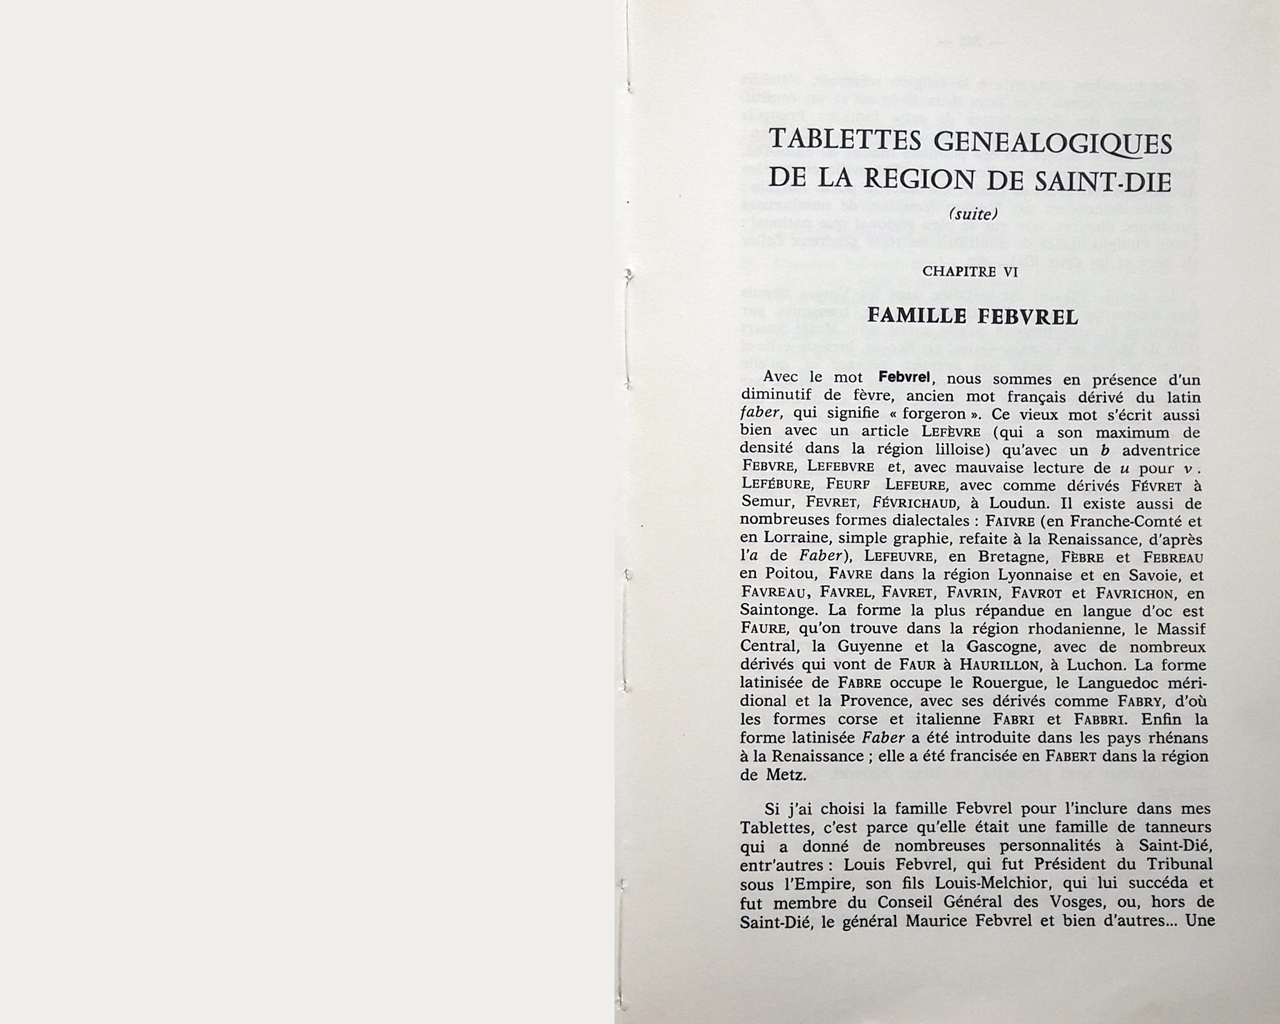 TABLETTES GENEALOGIQUES
DE LA REGION DE SAINT-DIE
(suite)
CHAPITRE VI
FAMILLE FEBVREL
Avec le mot Febvrel, nous sommes en présence d'un
diminutif de fèvre, ancien mot français dérivé du latin
faber, qui signifie « forgeron ». Ce vieux mot s'écrit aussi
bien avec un article LEFÈVRE (qui a son maximum de
densité dans la région lilloise) qu'avec un b adventrice
FEBVRE, LEFEBVRE et, avec mauvaise lecture de u pour v .
LEFÉBURE, FEURF LEFEURE, avec comme dérivés FÉVRET à
Semur, FEVRET, FÉVRICHAUD, à Loudun. Il existe aussi de
nombreuses formes dialectales : FAIVRE (en Franche-Comté et
en Lorraine, simple graphie, refaite à la Renaissance, d'après
l'a de Faber), LEFEUVRE, en Bretagne, FÈBRE et FEBREAU
en Poitou, FAVRE dans la région Lyonnaise et en Savoie, et
FAVREAU, FAVREL, FAVRET, FAVRIN, FAVROT et FAVRICHON, en
Saintonge. La forme la plus répandue en langue d'oc est
FAURE, qu'on trouve dans la région rhodanienne, le Massif
Central, la Guyenne et la Gascogne, avec de nombreux
dérivés qui vont de FAUR à HAURILLON, à Luchon. La forme
latinisée de FABRE occupe le Rouergue, le Languedoc méri-
dional et la Provence, avec ses dérivés comme FABRY, d'où
les formes corse et italienne FABRI et FABBRI. Enfin la
forme latinisée Faber a été introduite dans les pays rhénans
à la Renaissance ; elle a été francisée en FABERT dans la région
de Metz.
Si j'ai choisi la famille Febvrel pour l'inclure dans mes
Tablettes, c'est parce qu'elle était une famille de tanneurs
qui a donné de nombreuses personnalités à Saint-Dié,
entr'autres : Louis Febvrel, qui fut Président du Tribunal
sous l'Empire, son fils Louis-Melchior, qui lui succéda et
fut membre du Conseil Général des Vosges, ou, hors de
Saint-Dié, le général Maurice Febvrel et bien d'autres... Une